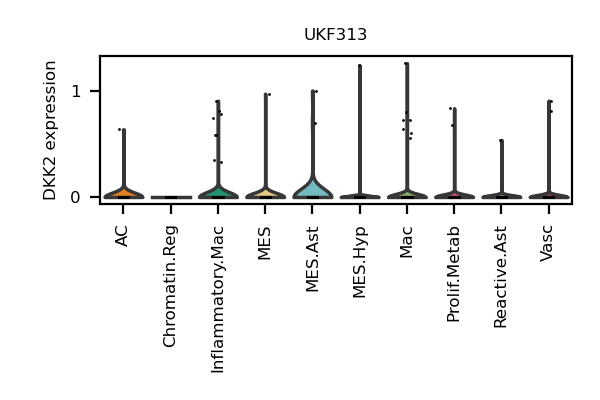 UKF313
DKK2 expression
1
0
AC
Chromatin.Reg
Inflammatory.Mac
MES
MES.Ast
MES.Hyp
Mac
Prolif.Metab
Reactive.Ast
Vasc